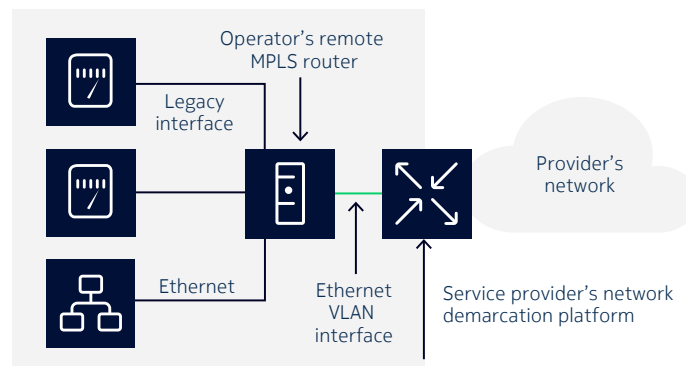 Operator’s remote
MPLS router
Legacy
interface
Provider’s
network
Ethernet
Ethernet
VLAN
interface
Service provider’s network
demarcation platform